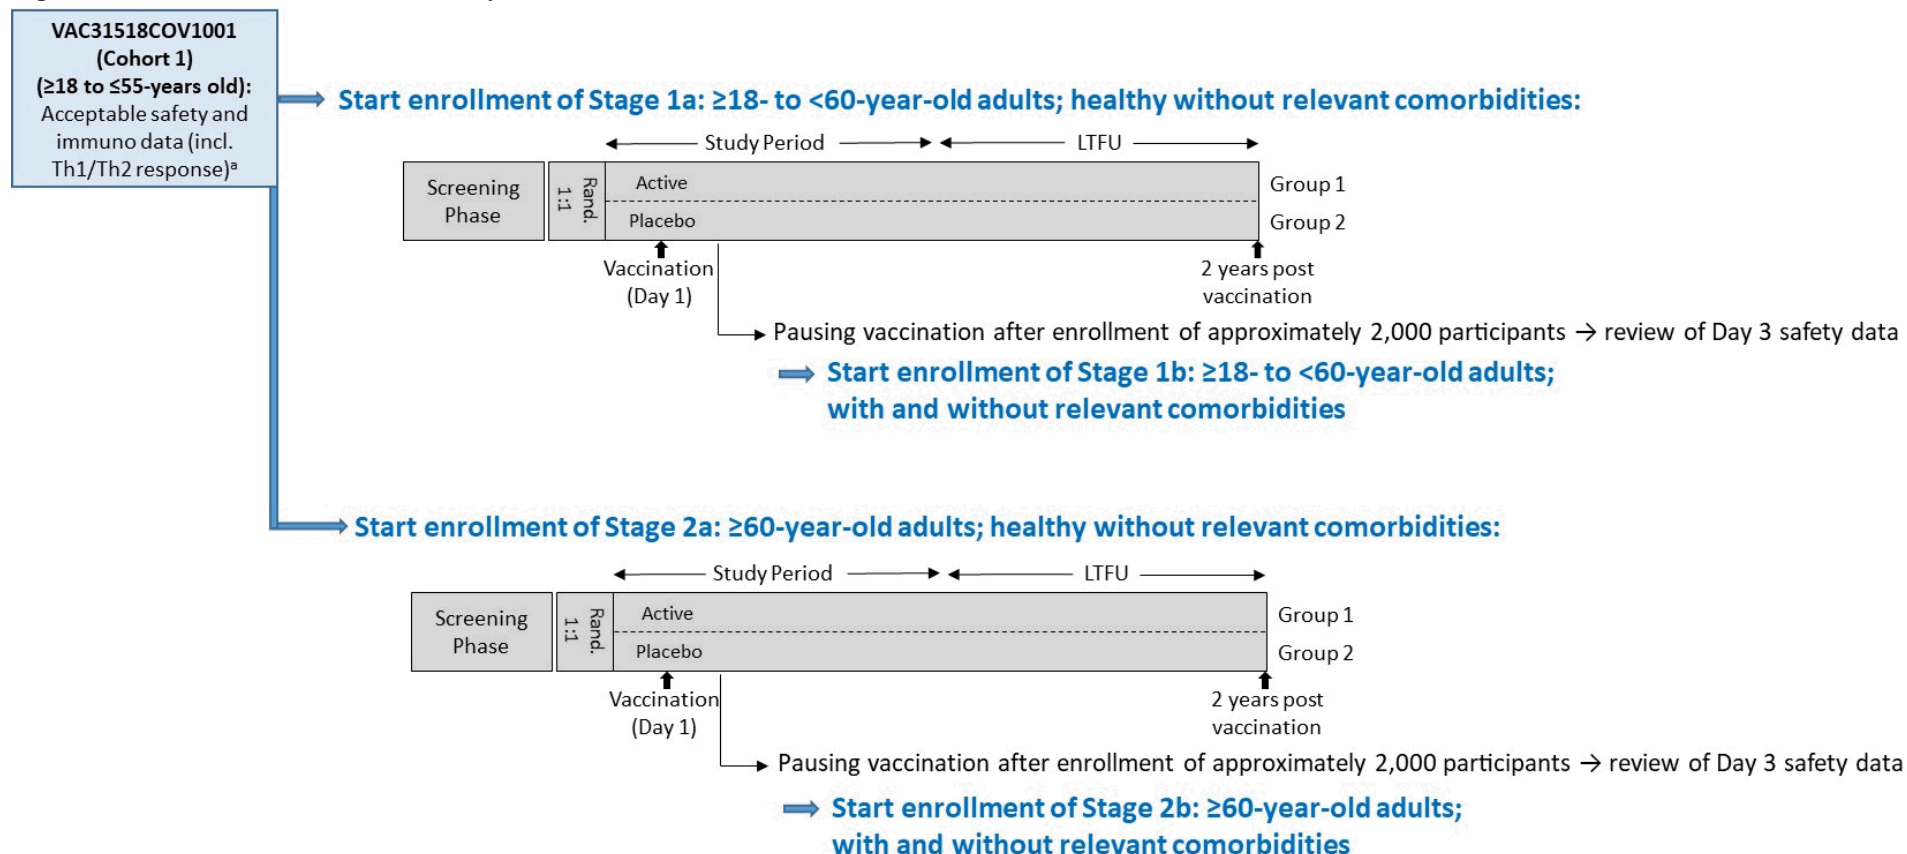 VAC31518COV1001
(Cohort 1)
(≥18 to ≤55-years old):
Acceptable safety and
immuno data (incl.
Th1/Th2 response)ᵃ
Start enrollment of Stage 1a: ≥18- to <60-year-old adults; healthy without relevant comorbidities:
Study Period
LTFU
Screening
Phase
Rand.
1:1
Active
Placebo
Group 1
Group 2
Vaccination
(Day 1)
2 years post
vaccination
Pausing vaccination after enrollment of approximately 2,000 participants → review of Day 3 safety data
Start enrollment of Stage 1b: ≥18- to <60-year-old adults;
with and without relevant comorbidities
Start enrollment of Stage 2a: ≥60-year-old adults; healthy without relevant comorbidities:
Study Period
LTFU
Screening
Phase
Rand.
1:1
Active
Placebo
Group 1
Group 2
Vaccination
(Day 1)
2 years post
vaccination
Pausing vaccination after enrollment of approximately 2,000 participants → review of Day 3 safety data
Start enrollment of Stage 2b: ≥60-year-old adults;
with and without relevant comorbidities